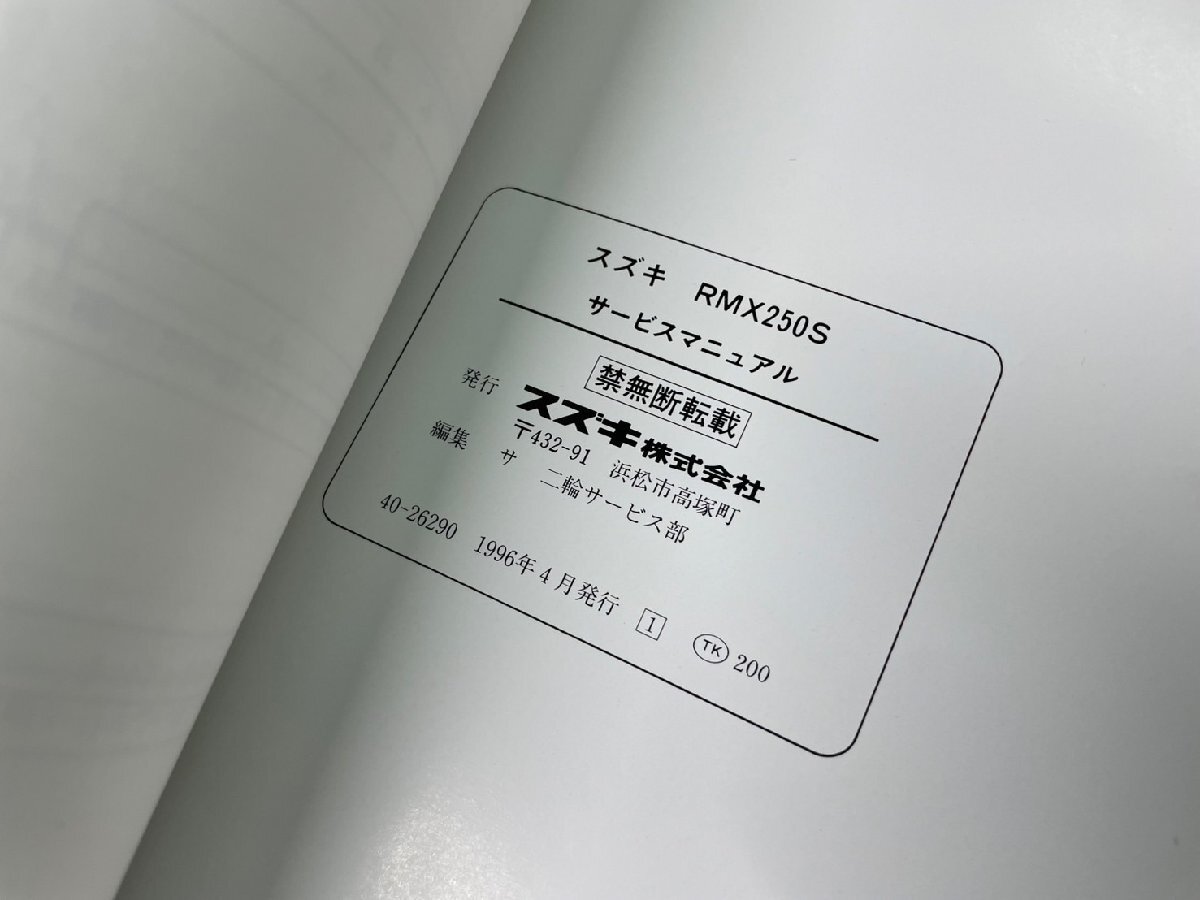 スズキ RMX250S
サービスマニュアル
禁無断転載
発行 スズキ株式会社
〒432-91 浜松市高塚町
編集 サ 二輪サービス部
40-26290 1996年4月発行 I TK 200